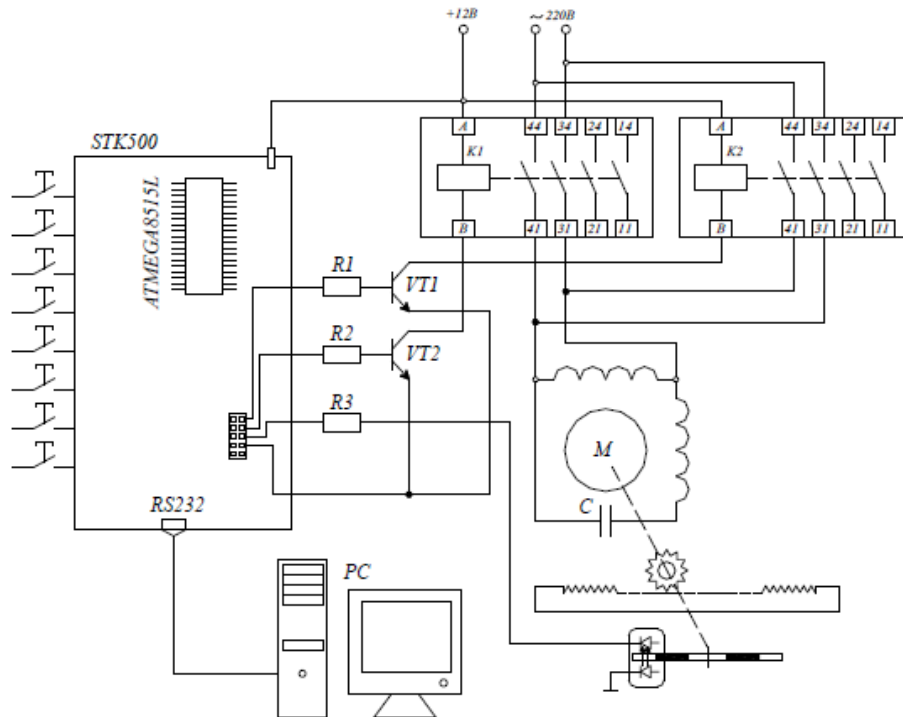 +12В
~ 220В
STK500
ATMEGA8515L
A
44
34
24
14
K1
B
41
31
21
11
A
44
34
24
14
K2
B
41
31
21
11
R1
VT1
R2
VT2
R3
M
C
RS232
PC